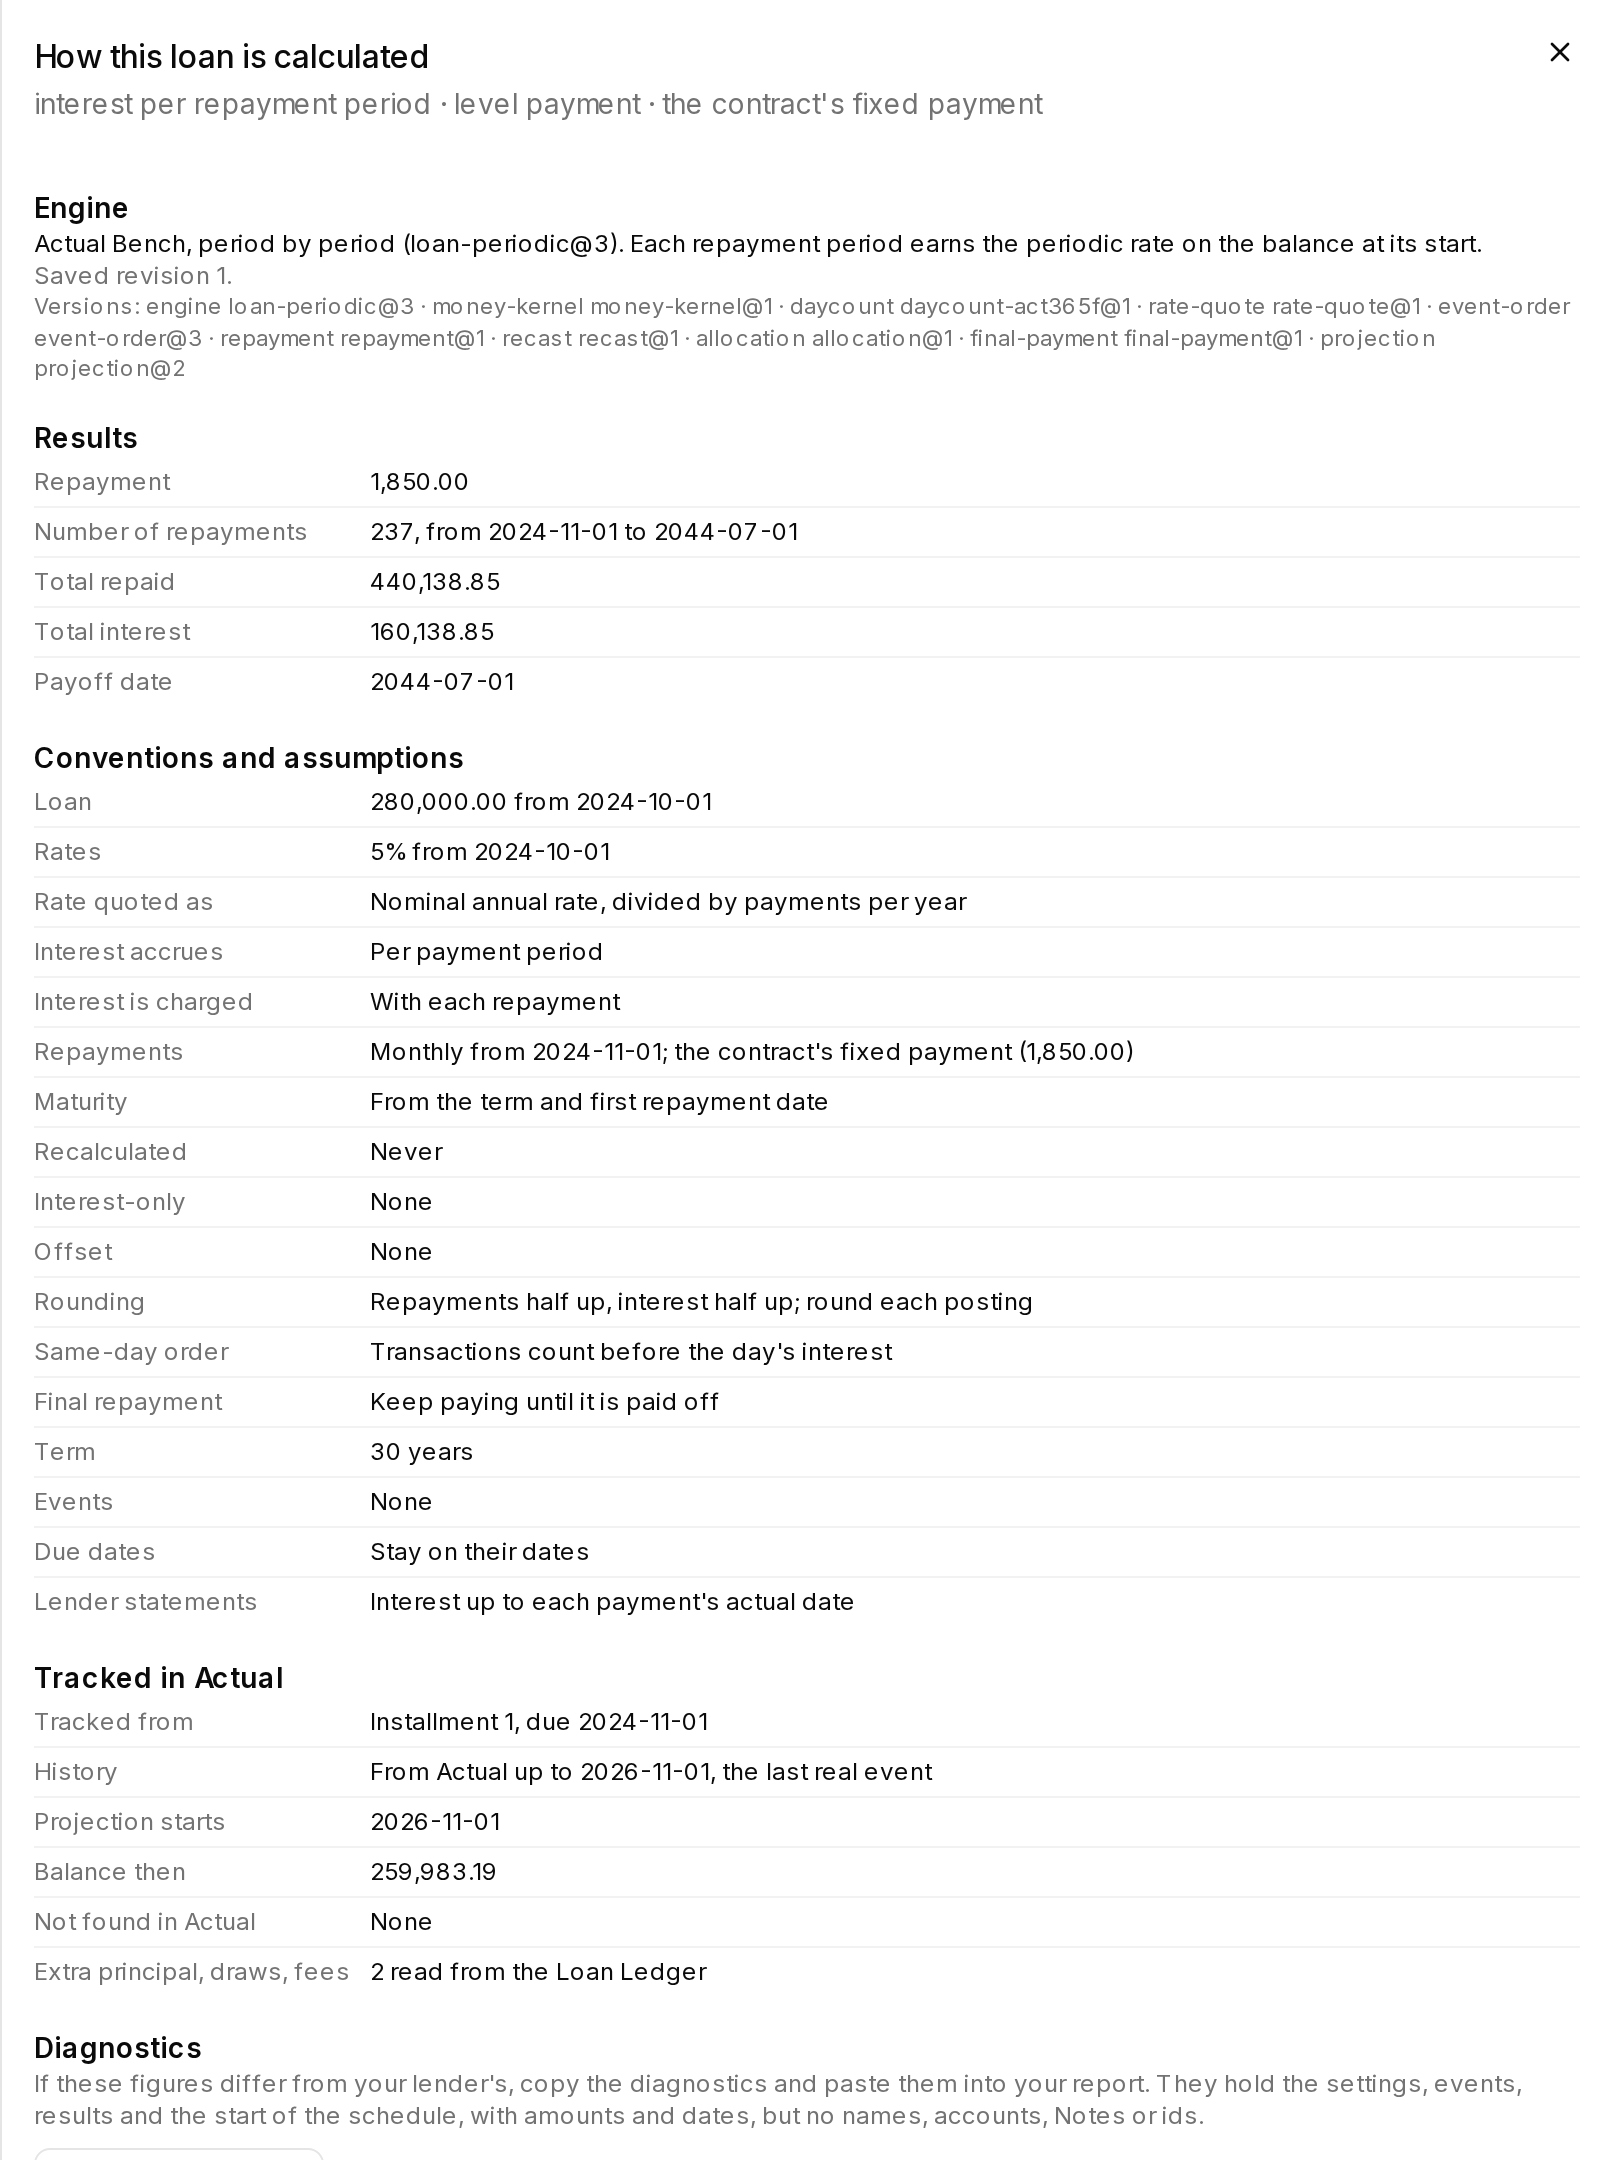 How this loan is calculated
interest per repayment period · level payment · the contract's fixed payment
Engine
Actual Bench, period by period (loan-periodic@3). Each repayment period earns the periodic rate on the balance at its start.
Saved revision 1.
Versions: engine loan-periodic@3 · money-kernel money-kernel@1 · daycount daycount-act365f@1 · rate-quote rate-quote@1 · event-order
event-order@3 · repayment repayment@1 · recast recast@1 · allocation allocation@1 · final-payment final-payment@1 · projection
projection@2
Results
Repayment 1,850.00
Number of repayments 237, from 2024-11-01 to 2044-07-01
Total repaid 440,138.85
Total interest 160,138.85
Payoff date 2044-07-01
Conventions and assumptions
Loan 280,000.00 from 2024-10-01
Rates 5% from 2024-10-01
Rate quoted as Nominal annual rate, divided by payments per year
Interest accrues Per payment period
Interest is charged With each repayment
Repayments Monthly from 2024-11-01; the contract's fixed payment (1,850.00)
Maturity From the term and first repayment date
Recalculated Never
Interest-only None
Offset None
Rounding Repayments half up, interest half up; round each posting
Same-day order Transactions count before the day's interest
Final repayment Keep paying until it is paid off
Term 30 years
Events None
Due dates Stay on their dates
Lender statements Interest up to each payment's actual date
Tracked in Actual
Tracked from Installment 1, due 2024-11-01
History From Actual up to 2026-11-01, the last real event
Projection starts 2026-11-01
Balance then 259,983.19
Not found in Actual None
Extra principal, draws, fees 2 read from the Loan Ledger
Diagnostics
If these figures differ from your lender's, copy the diagnostics and paste them into your report. They hold the settings, events,
results and the start of the schedule, with amounts and dates, but no names, accounts, Notes or ids.